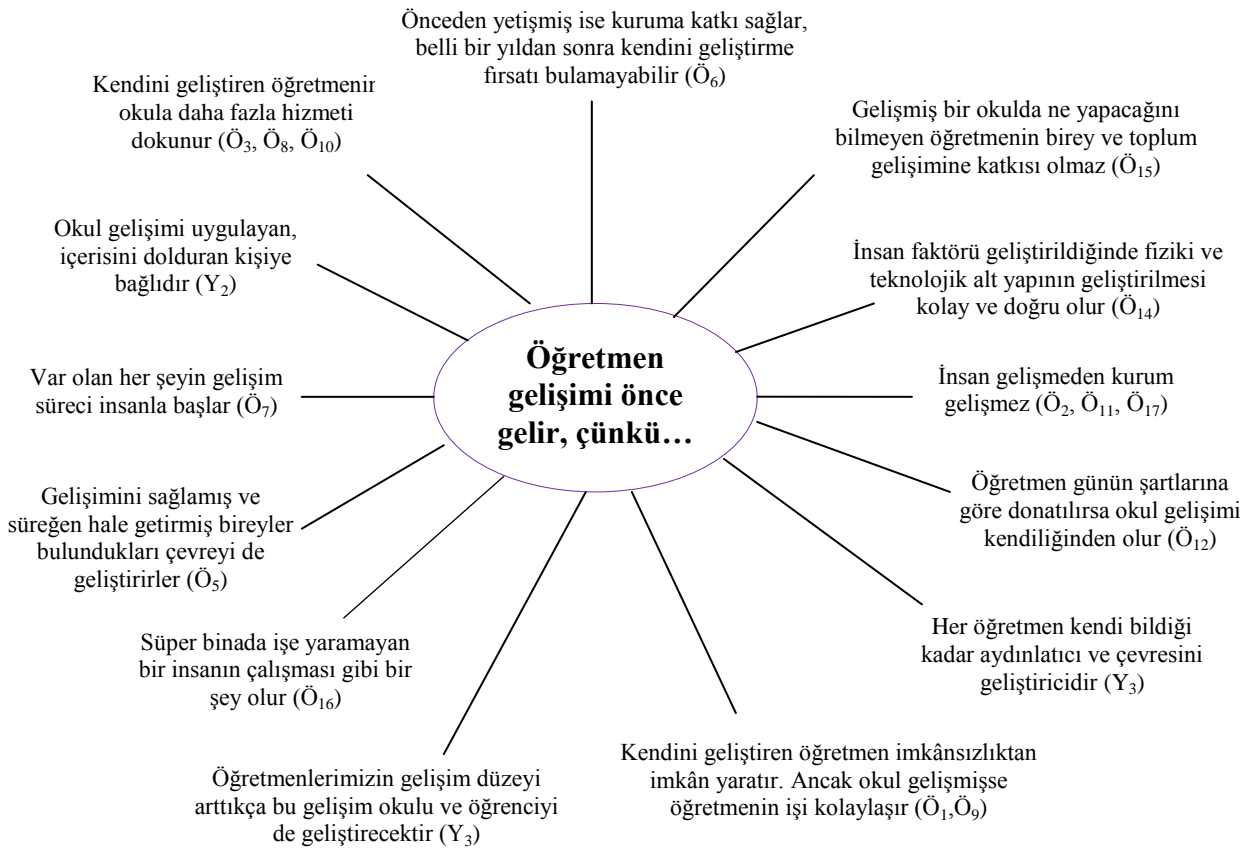 Önceden yetişmiş ise kuruma katkı sağlar,
belli bir yıldan sonra kendini geliştirme
fırsatı bulamayabilir (Ö₆)
Kendini geliştiren öğretmenin
okula daha fazla hizmeti
dokunur (Ö₃, Ö₈, Ö₁₀)
Gelişmiş bir okulda ne yapacağını
bilmeyen öğretmenin birey ve toplum
gelişimine katkısı olmaz (Ö₁₅)
Okul gelişimi uygulayan,
içerisini dolduran kişiye
bağlıdır (Y₂)
İnsan faktörü geliştirildiğinde fiziki ve
teknolojik alt yapının geliştirilmesi
kolay ve doğru olur (Ö₁₄)
Öğretmen
gelişimi önce
gelir, çünkü…
Var olan her şeyin gelişim
süreci insanla başlar (Ö₇)
İnsan gelişmeden kurum
gelişmez (Ö₂, Ö₁₁, Ö₁₇)
Gelişimini sağlamış ve
süreğen hale getirmiş bireyler
bulundukları çevreyi de
geliştirirler (Ö₅)
Öğretmen günün şartlarına
göre donatılırsa okul gelişimi
kendiliğinden olur (Ö₁₂)
Süper binada işe yaramayan
bir insanın çalışması gibi bir
şey olur (Ö₁₆)
Her öğretmen kendi bildiği
kadar aydınlatıcı ve çevresini
geliştiricidir (Y₃)
Öğretmenlerimizin gelişim düzeyi
arttıkça bu gelişim okulu ve öğrenciyi
de geliştirecektir (Y₃)
Kendini geliştiren öğretmen imkânsızlıktan
imkân yaratır. Ancak okul gelişmişse
öğretmenin işi kolaylaşır (Ö₁,Ö₉)